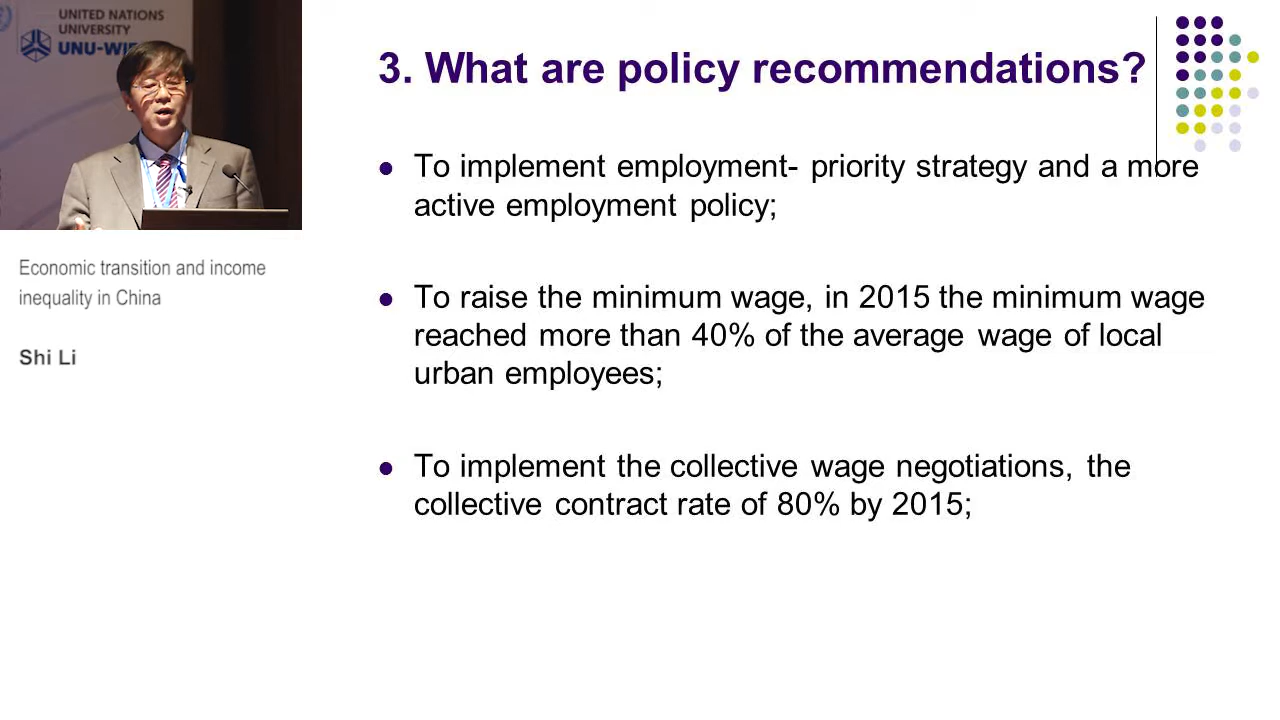 UNITED NATIONS
UNIVERSITY
UNU-WI
Economic transition and income
inequality in China
Shi Li
3. What are policy recommendations?
To implement employment- priority strategy and a more
active employment policy;
To raise the minimum wage, in 2015 the minimum wage
reached more than 40% of the average wage of local
urban employees;
To implement the collective wage negotiations, the
collective contract rate of 80% by 2015;